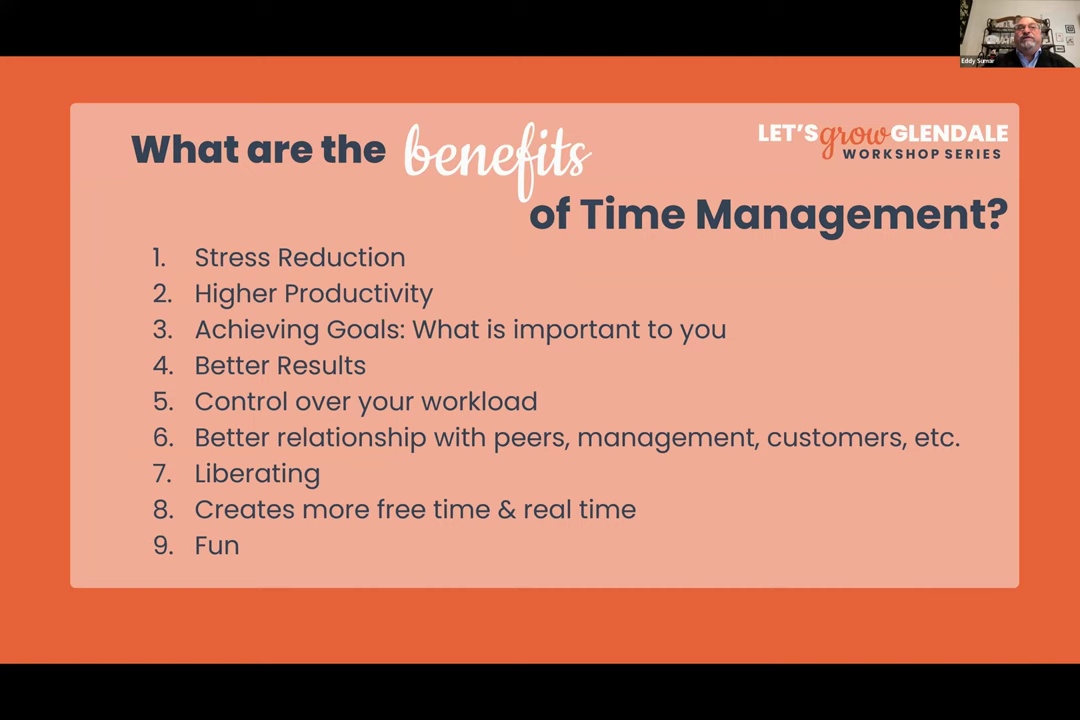 Eddy Sumar
What are the benefits
LET'S grow GLENDALE
WORKSHOP SERIES
of Time Management?
1. Stress Reduction
2. Higher Productivity
3. Achieving Goals: What is important to you
4. Better Results
5. Control over your workload
6. Better relationship with peers, management, customers, etc.
7. Liberating
8. Creates more free time & real time
9. Fun